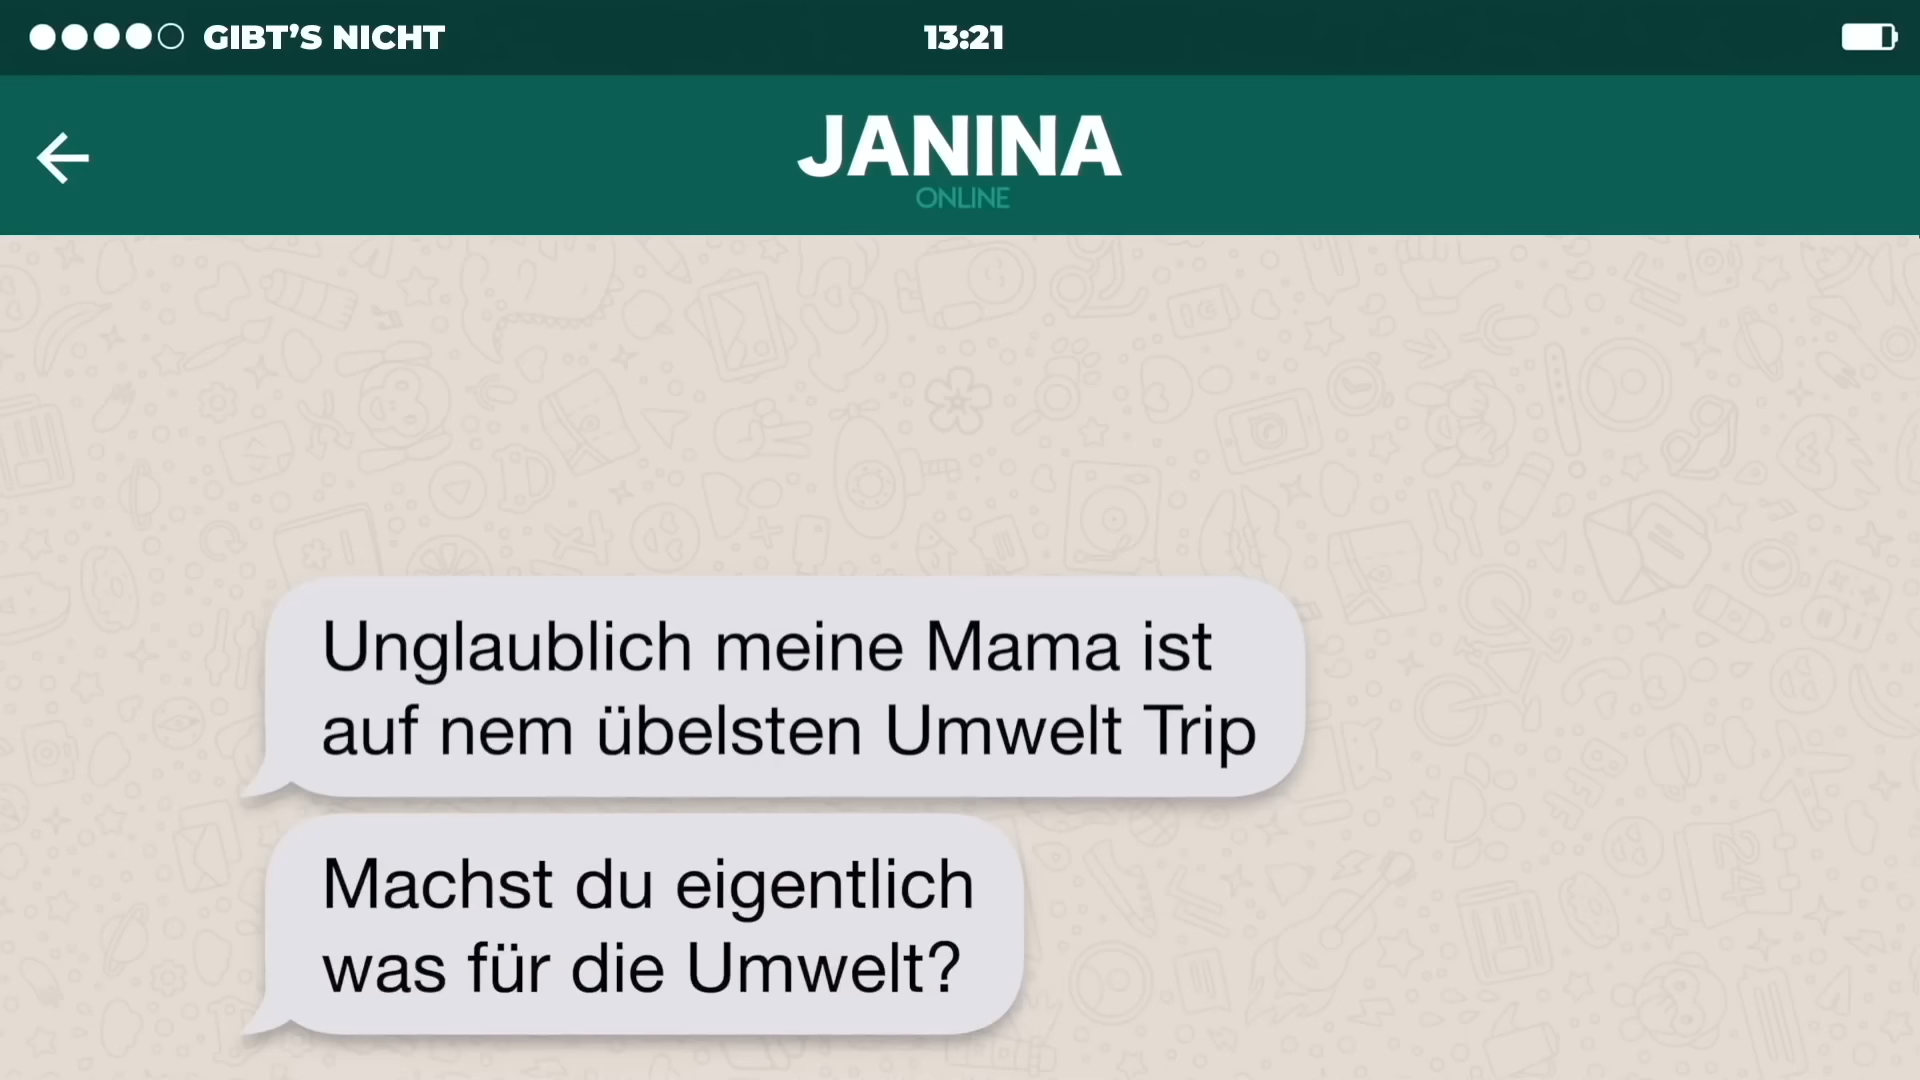 GIBT'S NICHT
13:21
JANINA
ONLINE
Unglaublich meine Mama ist
auf nem übelsten Umwelt Trip
Machst du eigentlich
was für die Umwelt?